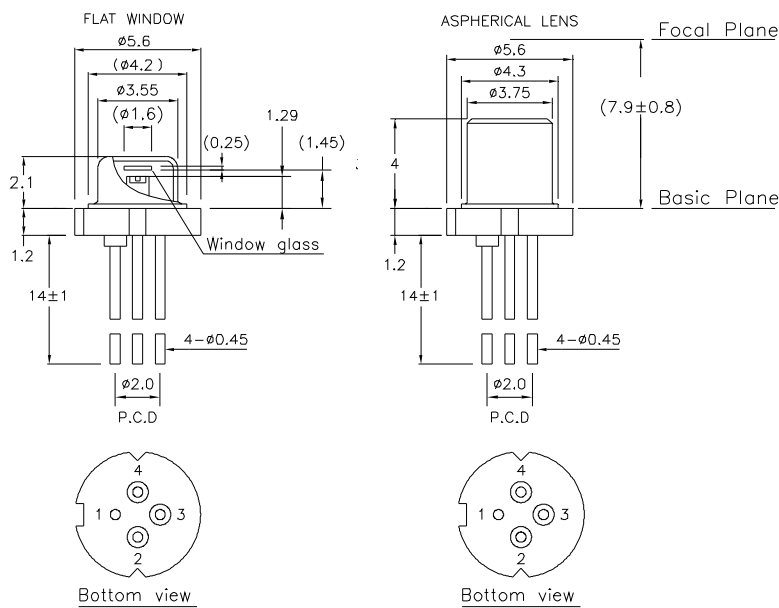 FLAT WINDOW
ø5.6
(ø4.2)
ø3.55
(ø1.6)
1.29
(0.25)
(1.45)
2.1
1.2
Window glass
14±1
4-ø0.45
ø2.0
P.C.D
4
1
3
2
Bottom view
ASPHERICAL LENS
Focal Plane
ø5.6
ø4.3
ø3.75
(7.9±0.8)
4
Basic Plane
1.2
14±1
4-ø0.45
ø2.0
P.C.D
4
1
3
2
Bottom view